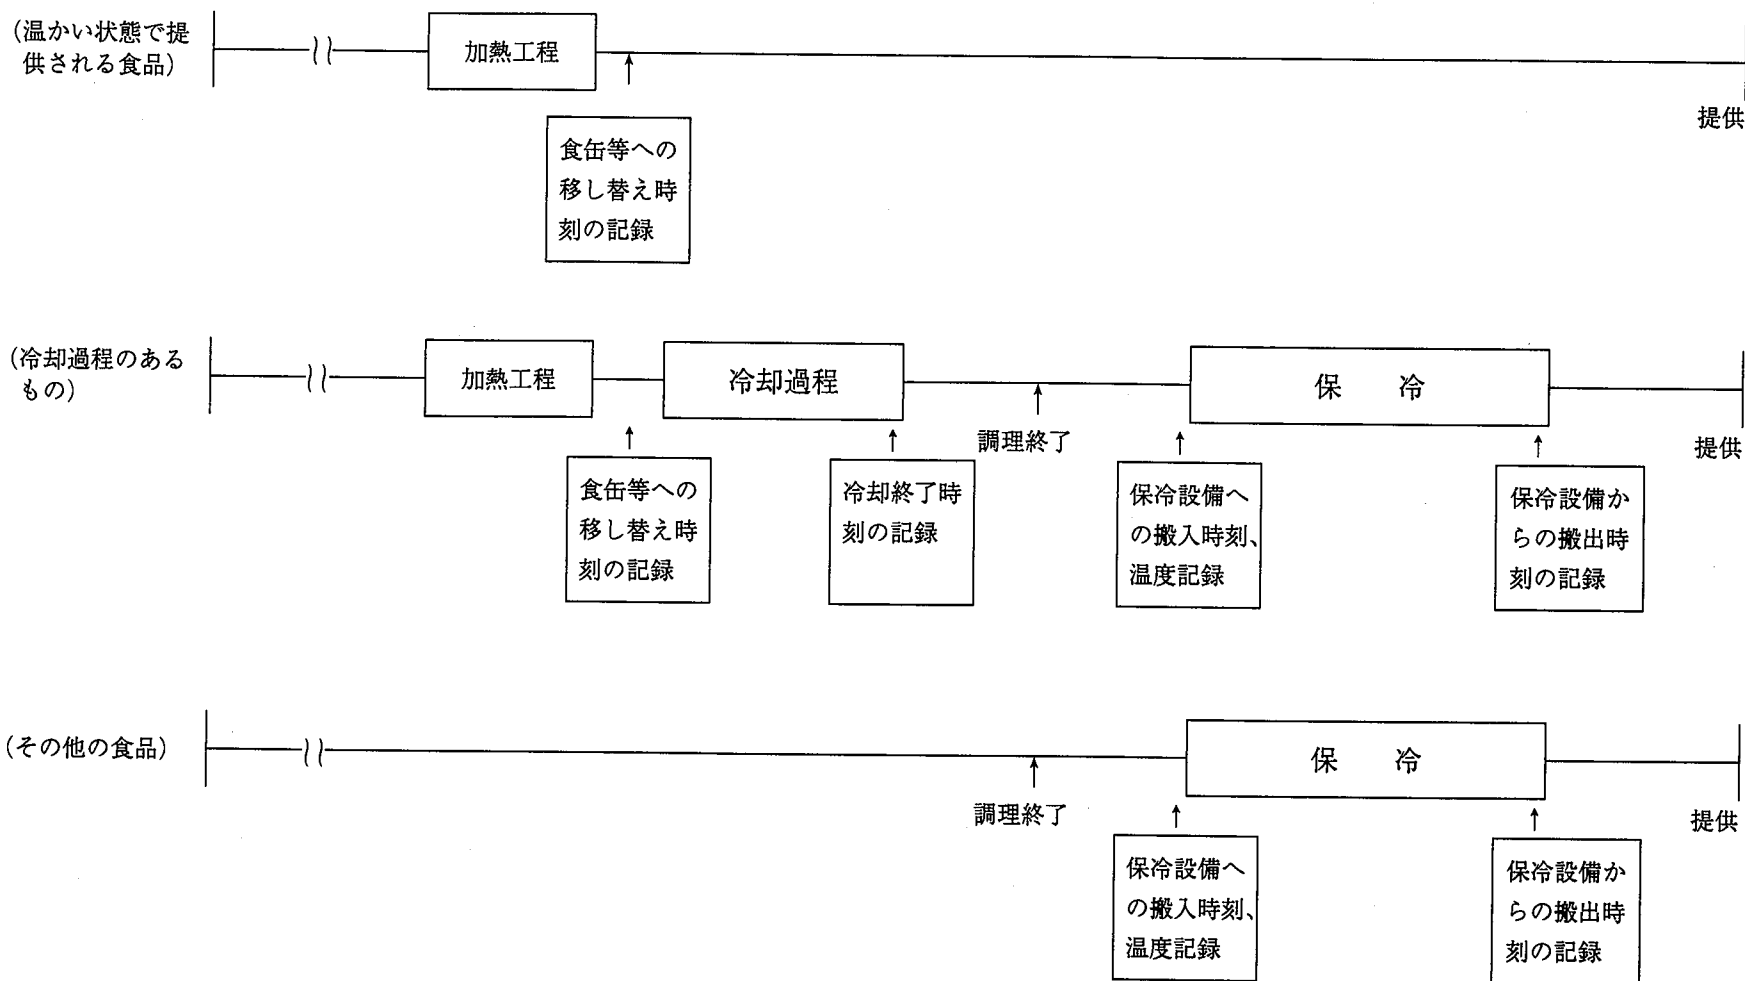 (温かい状態で提
供される食品)
加熱工程
提供
食缶等への
移し替え時
刻の記録
(冷却過程のある
もの)
加熱工程
冷却過程
保 冷
調理終了
提供
食缶等への
移し替え時
刻の記録
冷却終了時
刻の記録
保冷設備へ
の搬入時刻、
温度記録
保冷設備か
らの搬出時
刻の記録
(その他の食品)
保 冷
調理終了
提供
保冷設備へ
の搬入時刻、
温度記録
保冷設備か
らの搬出時
刻の記録